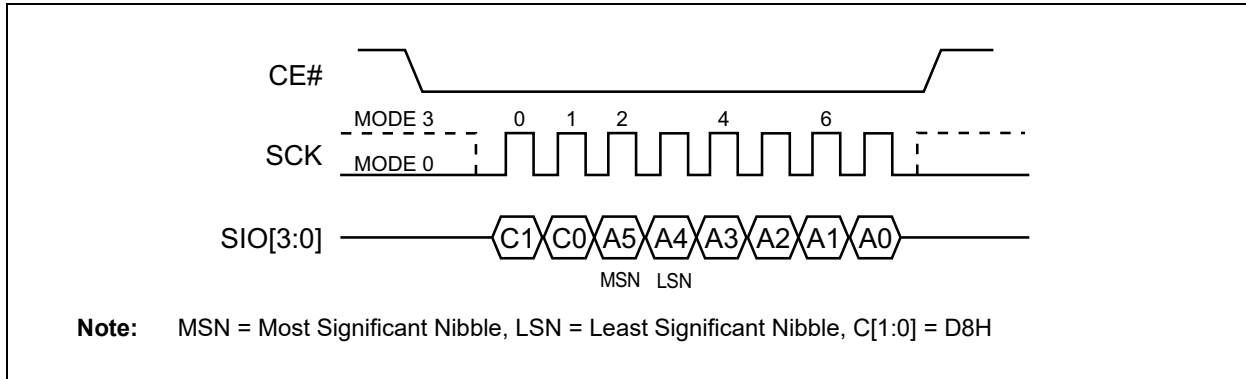 CE#
MODE 3 0 1 2 4 6
SCK
MODE 0
SIO[3:0] C1 C0 A5 A4 A3 A2 A1 A0
MSN LSN
Note: MSN = Most Significant Nibble, LSN = Least Significant Nibble, C[1:0] = D8H